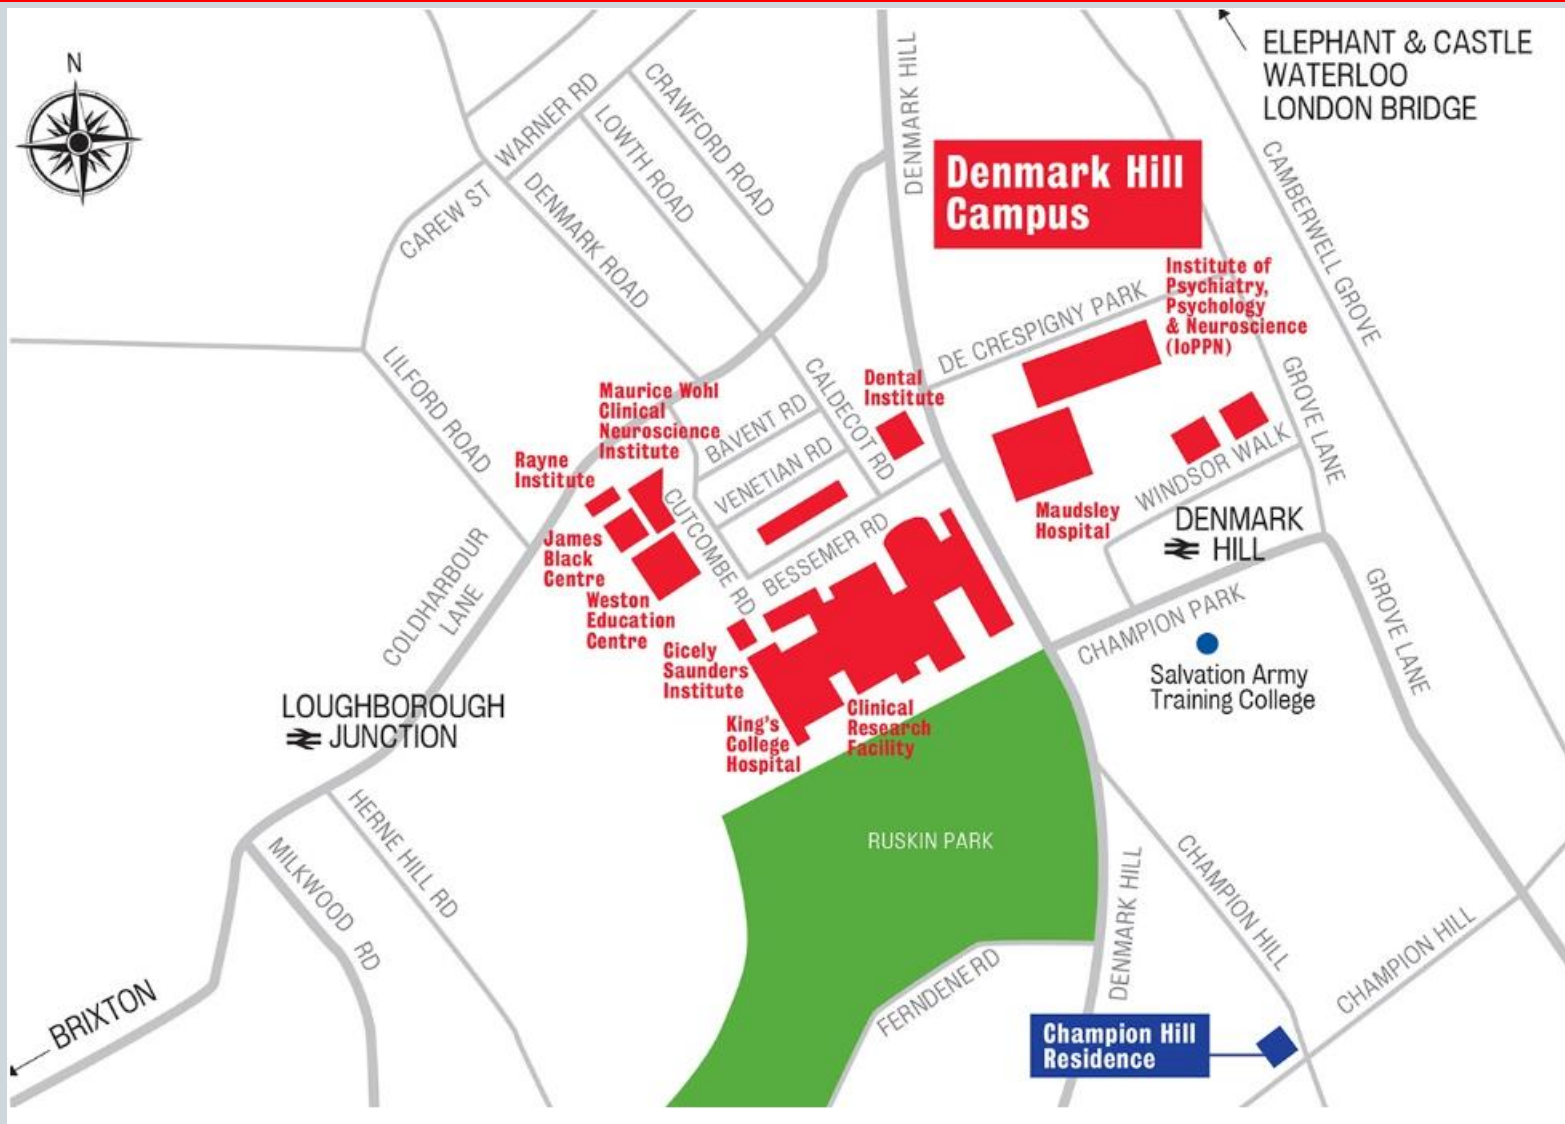 N
ELEPHANT & CASTLE
WATERLOO
LONDON BRIDGE
WARNER RD
CRAWFORD ROAD
LOWTH ROAD
DENMARK HILL
CAREW ST
DENMARK ROAD
Denmark Hill
Campus
CAMBERWELL GROVE
Institute of
Psychiatry,
Psychology
& Neuroscience
(IoPPN)
DE CRESPIGNY PARK
LILFORD ROAD
Maurice Wohl
Clinical
Neuroscience
Institute
CALDECOT RD
Dental
Institute
GROVE LANE
BAVENT RD
VENETIAN RD
Rayne
Institute
WINDSOR WALK
CUTCOMBE RD
Maudsley
Hospital
DENMARK
HILL
James
Black
Centre
BESSEMER RD
COLDHARBOUR
LANE
Weston
Education
Centre
CHAMPION PARK
GROVE LANE
Cicely
Saunders
Institute
Salvation Army
Training College
LOUGHBOROUGH
JUNCTION
King's
College
Hospital
Clinical
Research
Facility
HERNE HILL RD
MILKWOOD RD
RUSKIN PARK
DENMARK HILL
CHAMPION HILL
CHAMPION HILL
FERNDENE RD
BRIXTON
Champion Hill
Residence